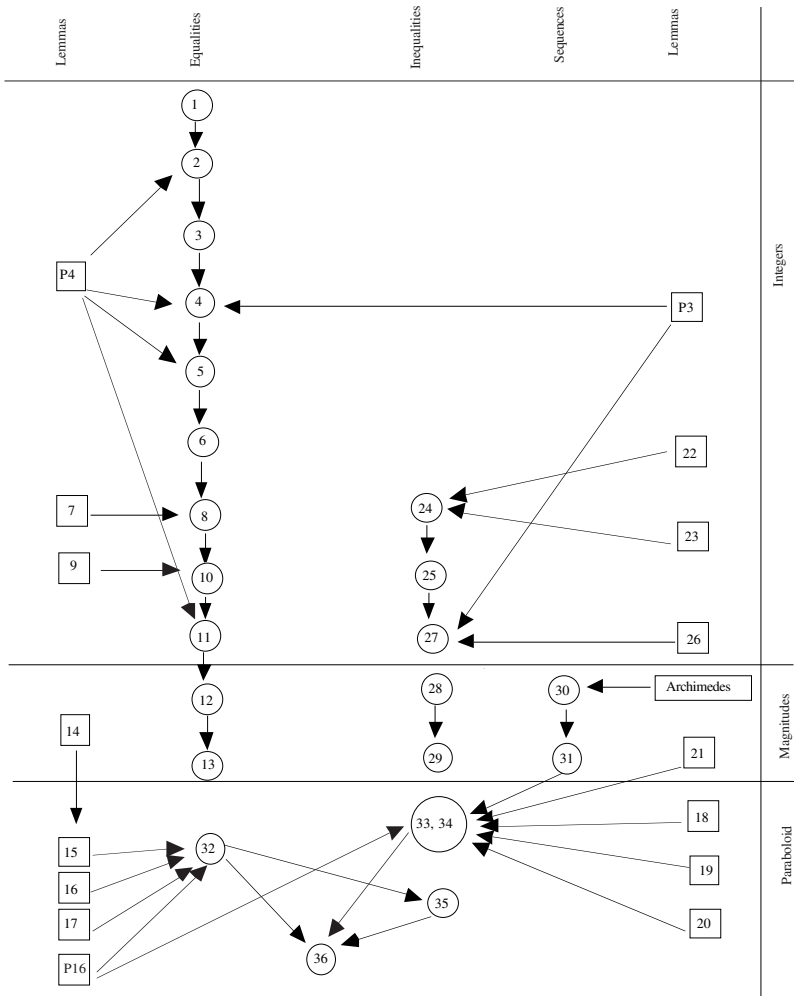 Lemmas
Equalities
Inequalities
Sequences
Lemmas
1
2
3
P4
4
P3
Integers
5
6
22
7
8
24
23
9
10
25
11
27
26
12
28
30
Archimedes
14
Magnitudes
13
29
31
21
33, 34
18
15
32
Paraboloid
16
19
35
17
20
P16
36